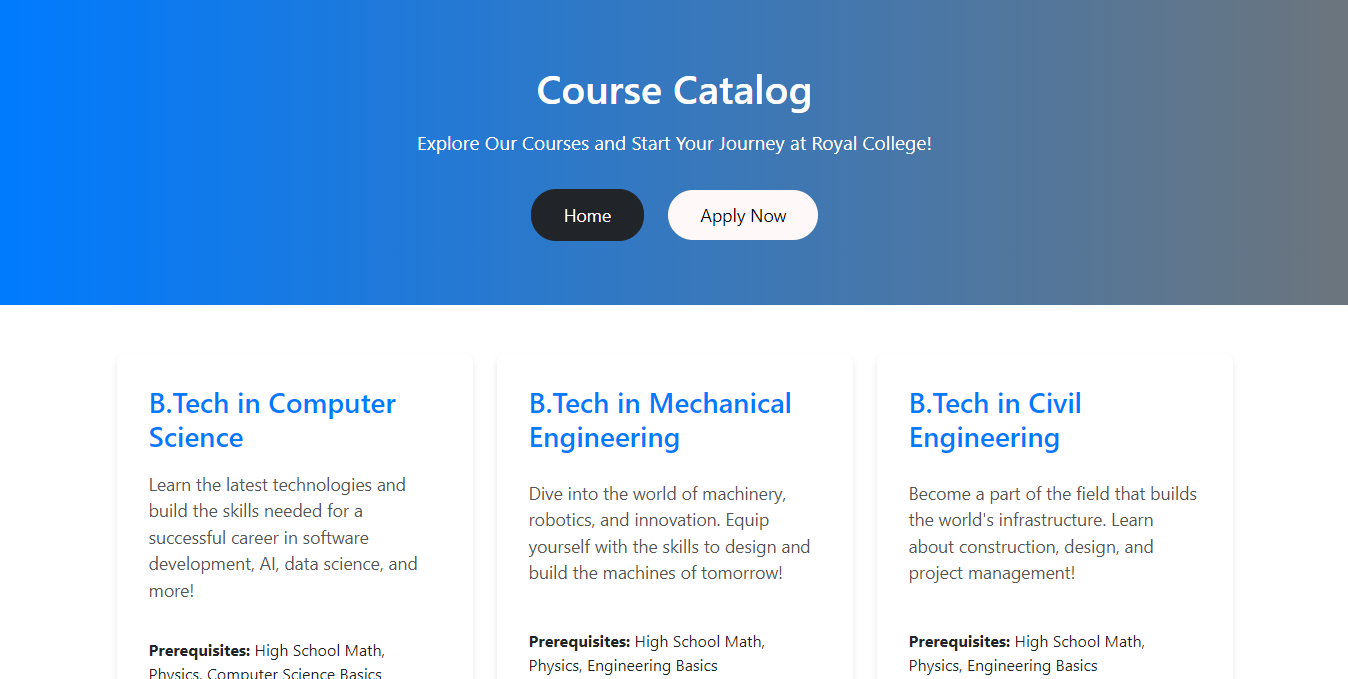 Course Catalog
Explore Our Courses and Start Your Journey at Royal College!
Home
Apply Now
B.Tech in Computer
Science
Learn the latest technologies and
build the skills needed for a
successful career in software
development, AI, data science, and
more!
Prerequisites: High School Math,
Physics, Computer Science Basics
B.Tech in Mechanical
Engineering
Dive into the world of machinery,
robotics, and innovation. Equip
yourself with the skills to design and
build the machines of tomorrow!
Prerequisites: High School Math,
Physics, Engineering Basics
B.Tech in Civil
Engineering
Become a part of the field that builds
the world's infrastructure. Learn
about construction, design, and
project management!
Prerequisites: High School Math,
Physics, Engineering Basics